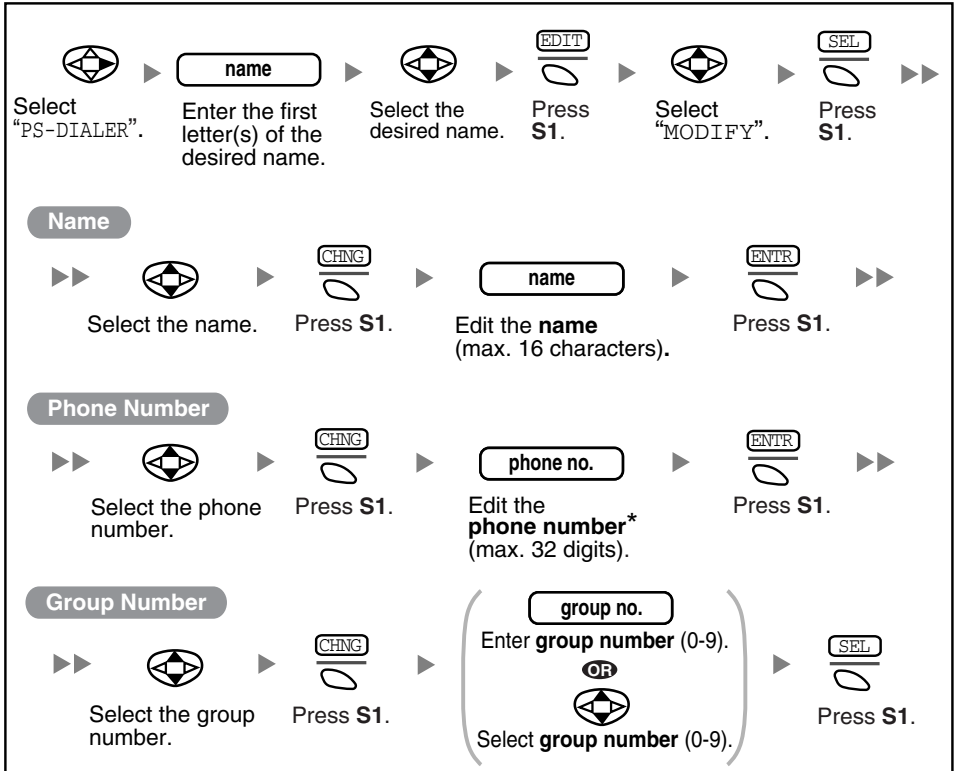 name
EDIT
SEL
Select
"PS-DIALER".
Enter the first
letter(s) of the
desired name.
Select the
desired name.
Press
S1.
Select
"MODIFY".
Press
S1.
Name
CHNG
name
ENTR
Select the name.
Press S1.
Edit the name
(max. 16 characters).
Press S1.
Phone Number
CHNG
phone no.
ENTR
Select the phone
number.
Press S1.
Edit the
phone number*
(max. 32 digits).
Press S1.
Group Number
CHNG
group no.
Enter group number (0-9).
OR
Select group number (0-9).
SEL
Select the group
number.
Press S1.
Press S1.